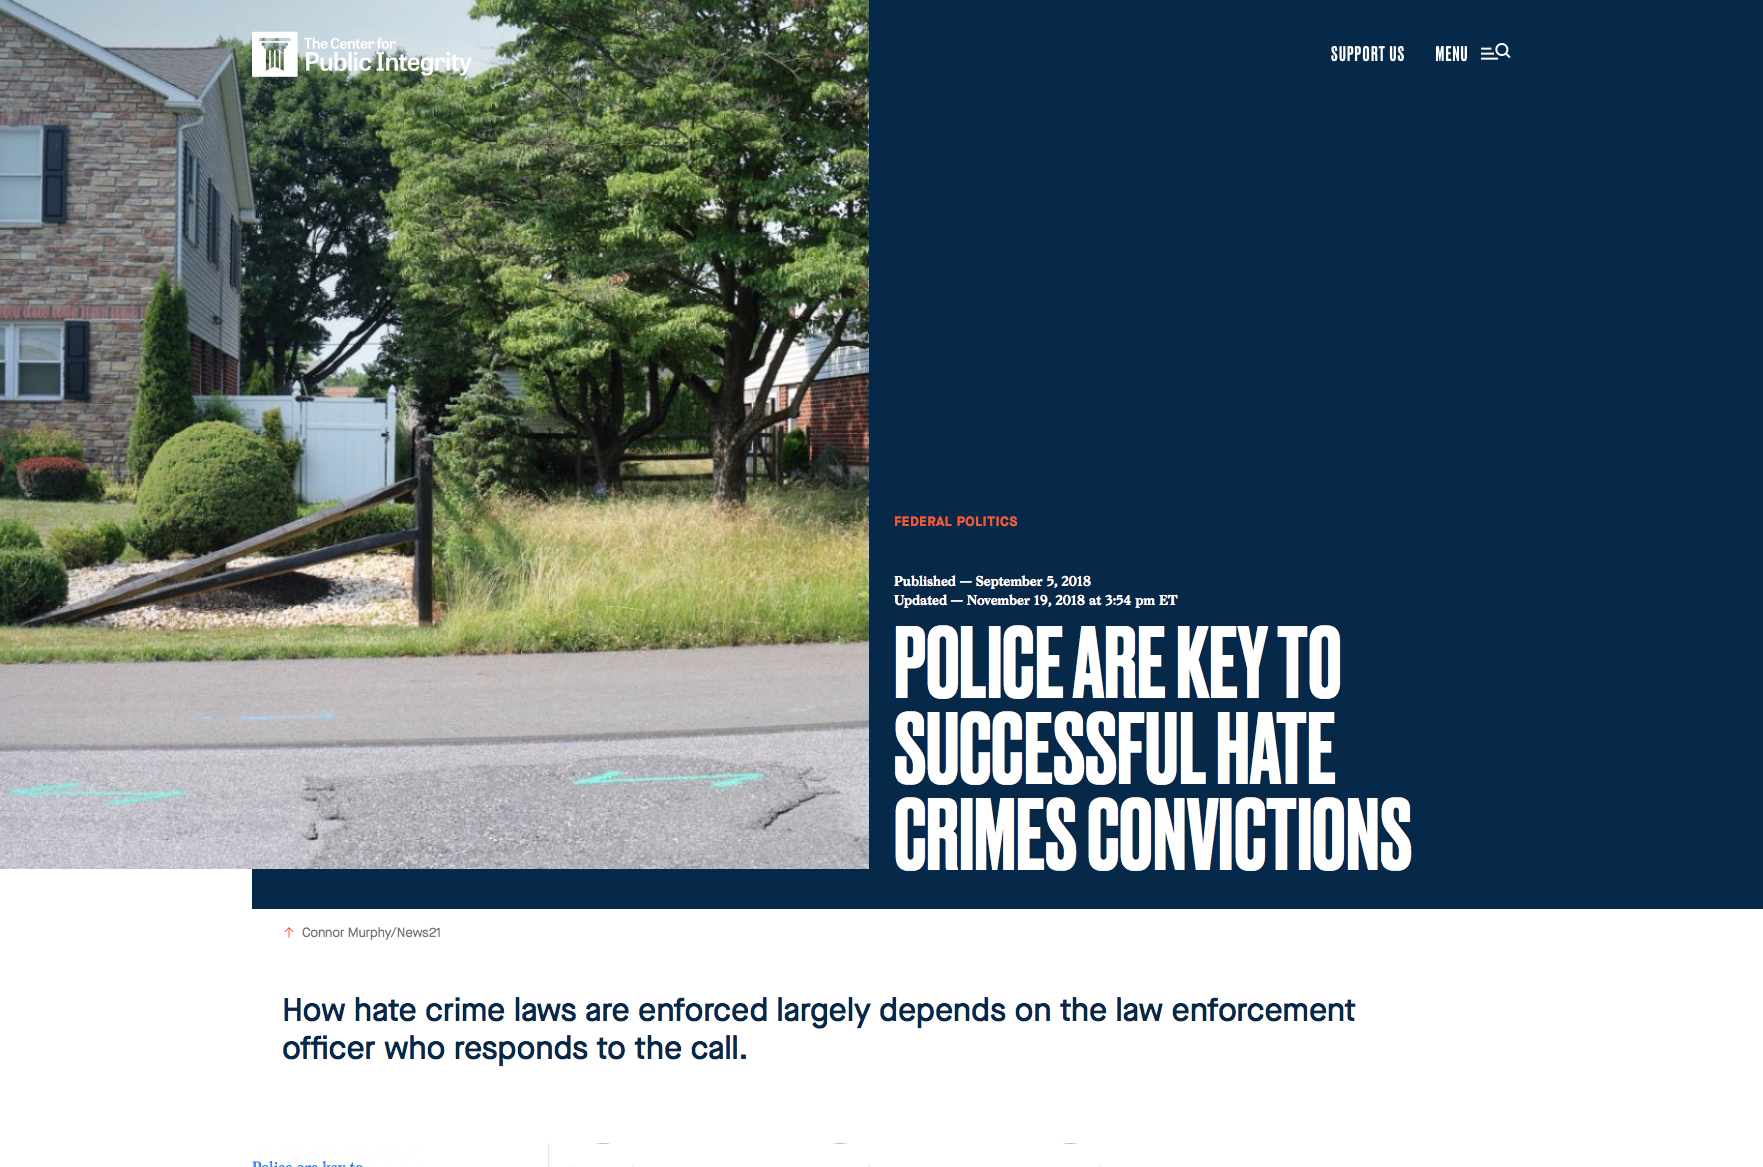 The Center for
Public Integrity
SUPPORT US
MENU
FEDERAL POLITICS
Published — September 5, 2018
Updated — November 19, 2018 at 3:54 pm ET
POLICE ARE KEY TO
SUCCESSFUL HATE
CRIMES CONVICTIONS
↑ Connor Murphy/News21
How hate crime laws are enforced largely depends on the law enforcement
officer who responds to the call.
Police are key to